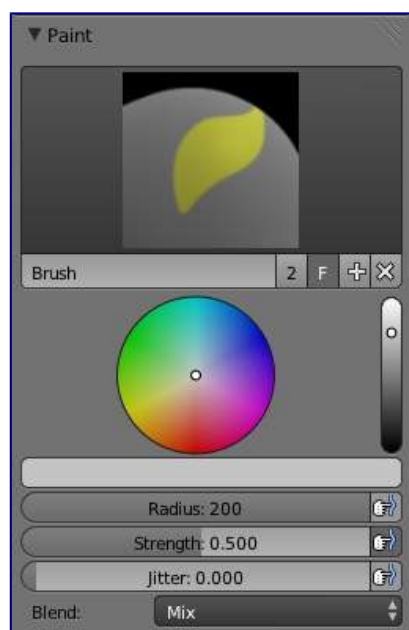 Paint
Brush 2 F
Radius: 200
Strength: 0.500
Jitter: 0.000
Blend: Mix